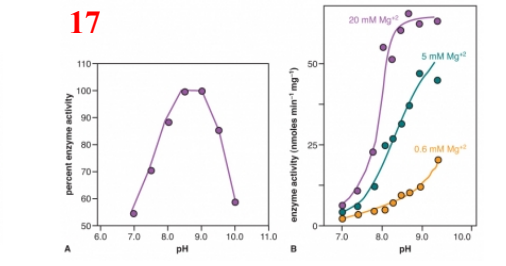 17
110
100
90
80
70
60
50
percent enzyme activity
6.0 7.0 8.0 9.0 10.0 11.0
pH
A
20 mM Mg+2
5 mM Mg+2
0.6 mM Mg+2
50
25
0
enzyme activity (nmoles min-1 mg-1)
7.0 8.0 9.0 10.0
pH
B